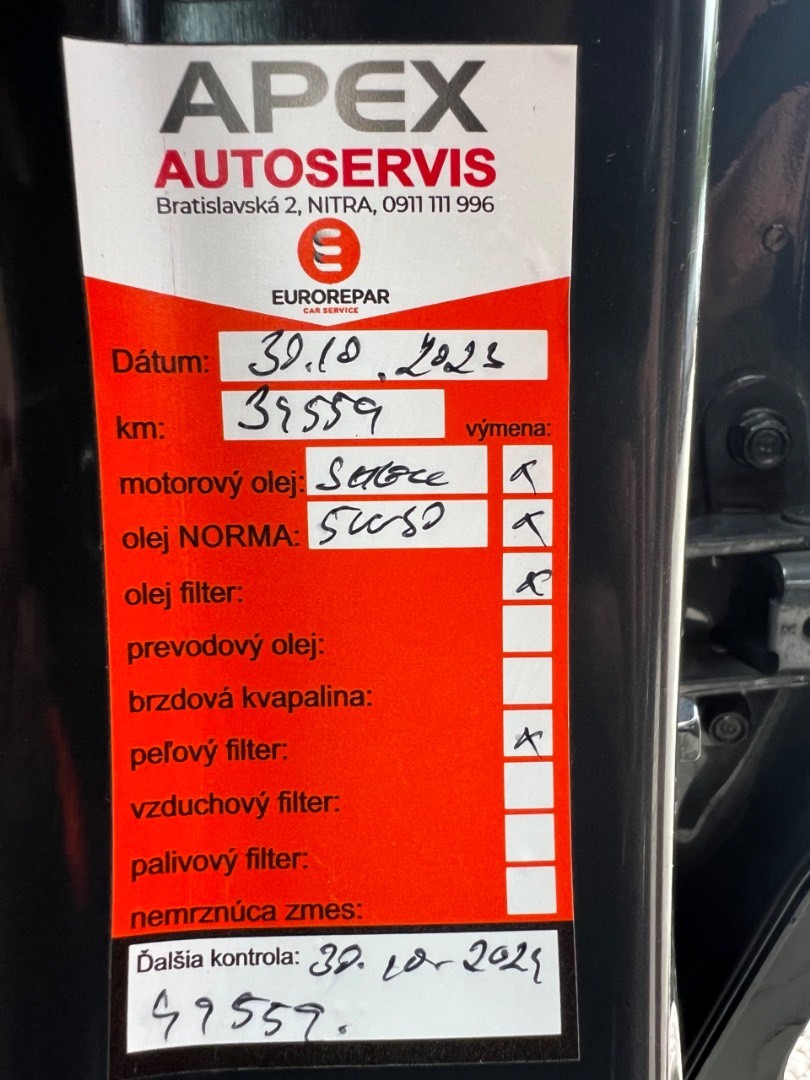 APEX
AUTOSERVIS
Bratislavská 2, NITRA, 0911 111 996
EUROREPAR
CAR SERVICE
Dátum: 30.10.2023
km: 39559
výmena:
motorový olej: x
olej NORMA: 5W30 x
olej filter: x
prevodový olej:
brzdová kvapalina:
peľový filter: x
vzduchový filter:
palivový filter:
nemrznúca zmes:
Ďalšia kontrola: 30. 10. 2024
49559.